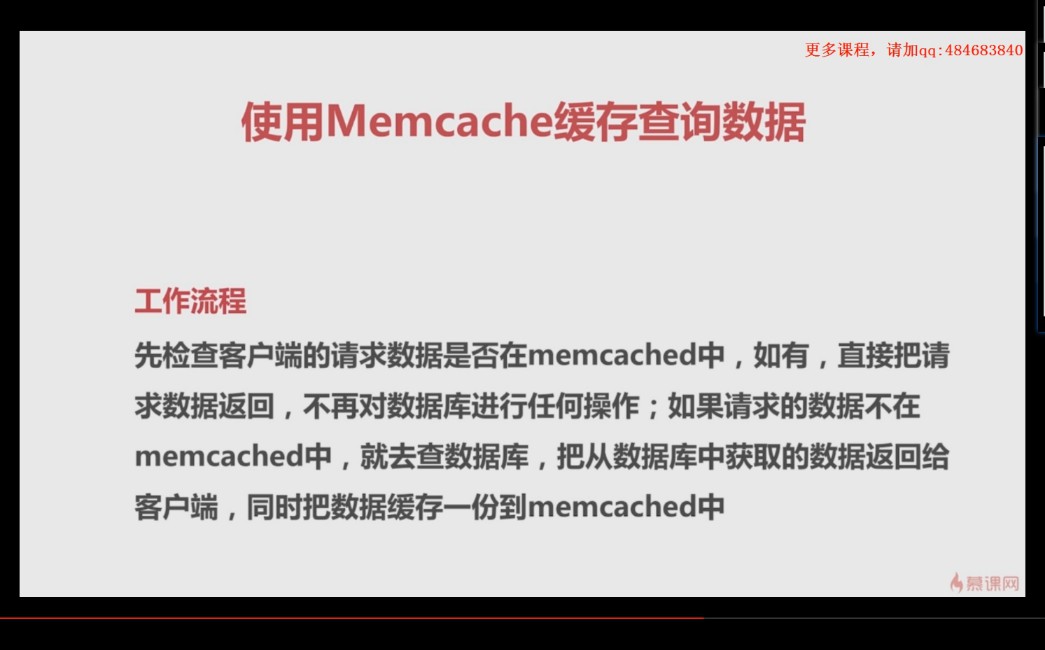 更多课程，请加qq:484683840
使用Memcache缓存查询数据
工作流程
先检查客户端的请求数据是否在memcached中，如有，直接把请
求数据返回，不再对数据库进行任何操作；如果请求的数据不在
memcached中，就去查数据库，把从数据库中获取的数据返回给
客户端，同时把数据缓存一份到memcached中
慕课网